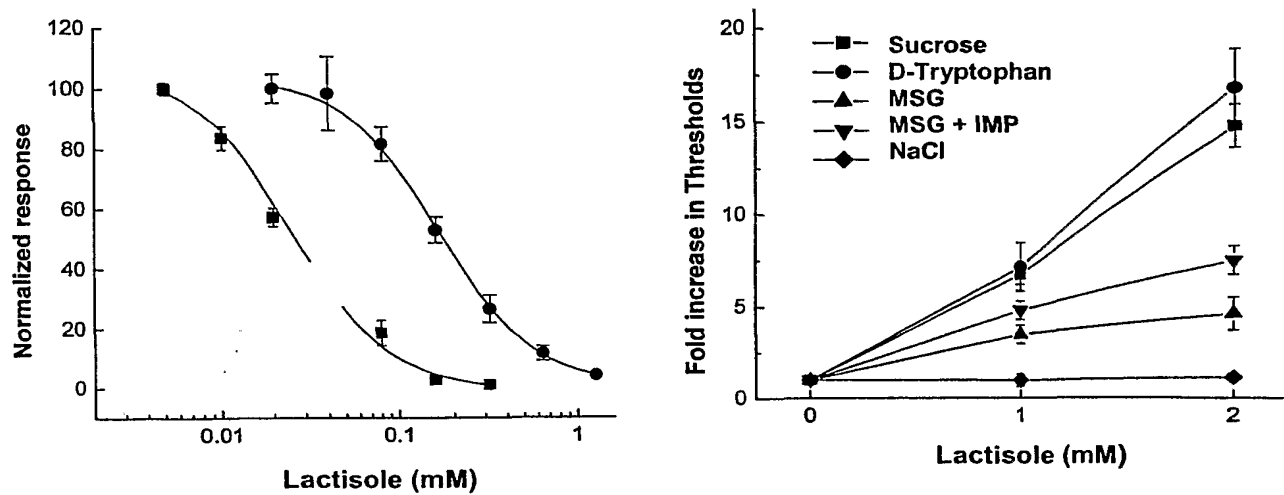 120
100
80
60
40
20
0
Normalized response
0.01
0.1
1
Lactisole (mM)
20
15
10
5
0
Fold increase in Thresholds
Sucrose
D-Tryptophan
MSG
MSG + IMP
NaCl
0
1
2
Lactisole (mM)